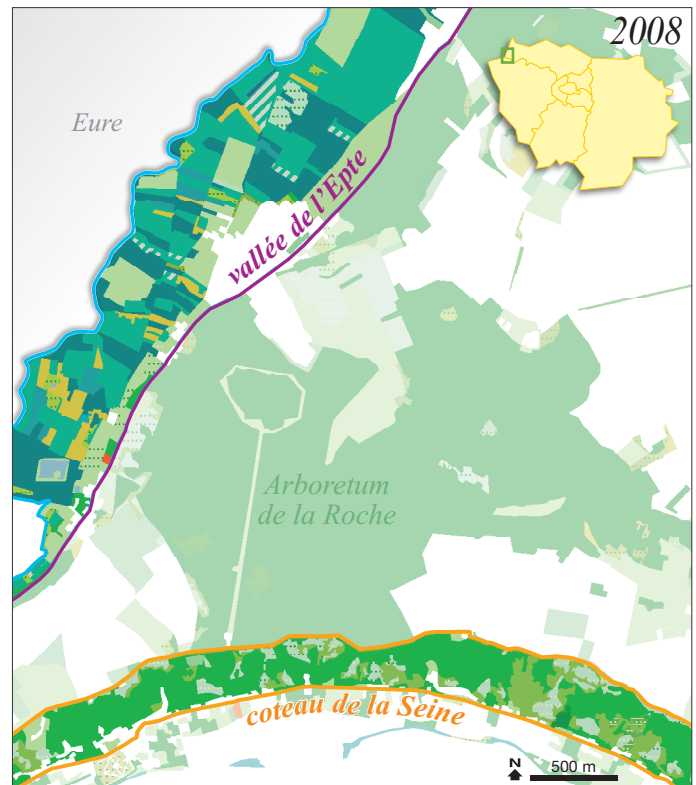 2008
Eure
vallée de l'Epte
Arboretum
de la Roche
coteau de la Seine
N
500 m